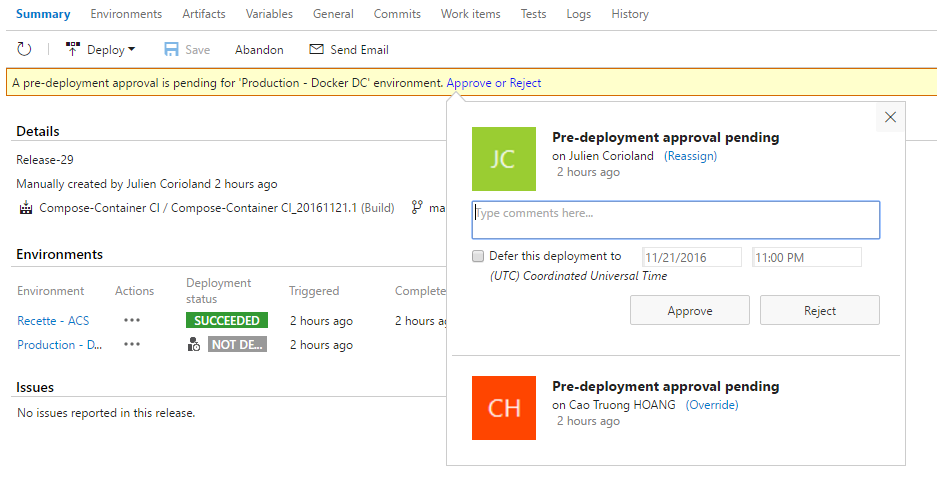 Summary Environments Artifacts Variables General Commits Work items Tests Logs History
Deploy Save Abandon Send Email
A pre-deployment approval is pending for 'Production - Docker DC' environment. Approve or Reject
Details
Release-29
Manually created by Julien Corioland 2 hours ago
Compose-Container CI / Compose-Container CI_20161121.1 (Build) ma
Environments
Environment Actions Deployment status Triggered Complete
Recette - ACS ... SUCCEEDED 2 hours ago 2 hours ag
Production - D... ... NOT DE... 2 hours ago
Issues
No issues reported in this release.
JC
Pre-deployment approval pending
on Julien Corioland (Reassign)
2 hours ago
Type comments here...
Defer this deployment to 11/21/2016 11:00 PM
(UTC) Coordinated Universal Time
Approve Reject
CH
Pre-deployment approval pending
on Cao Truong HOANG (Override)
2 hours ago